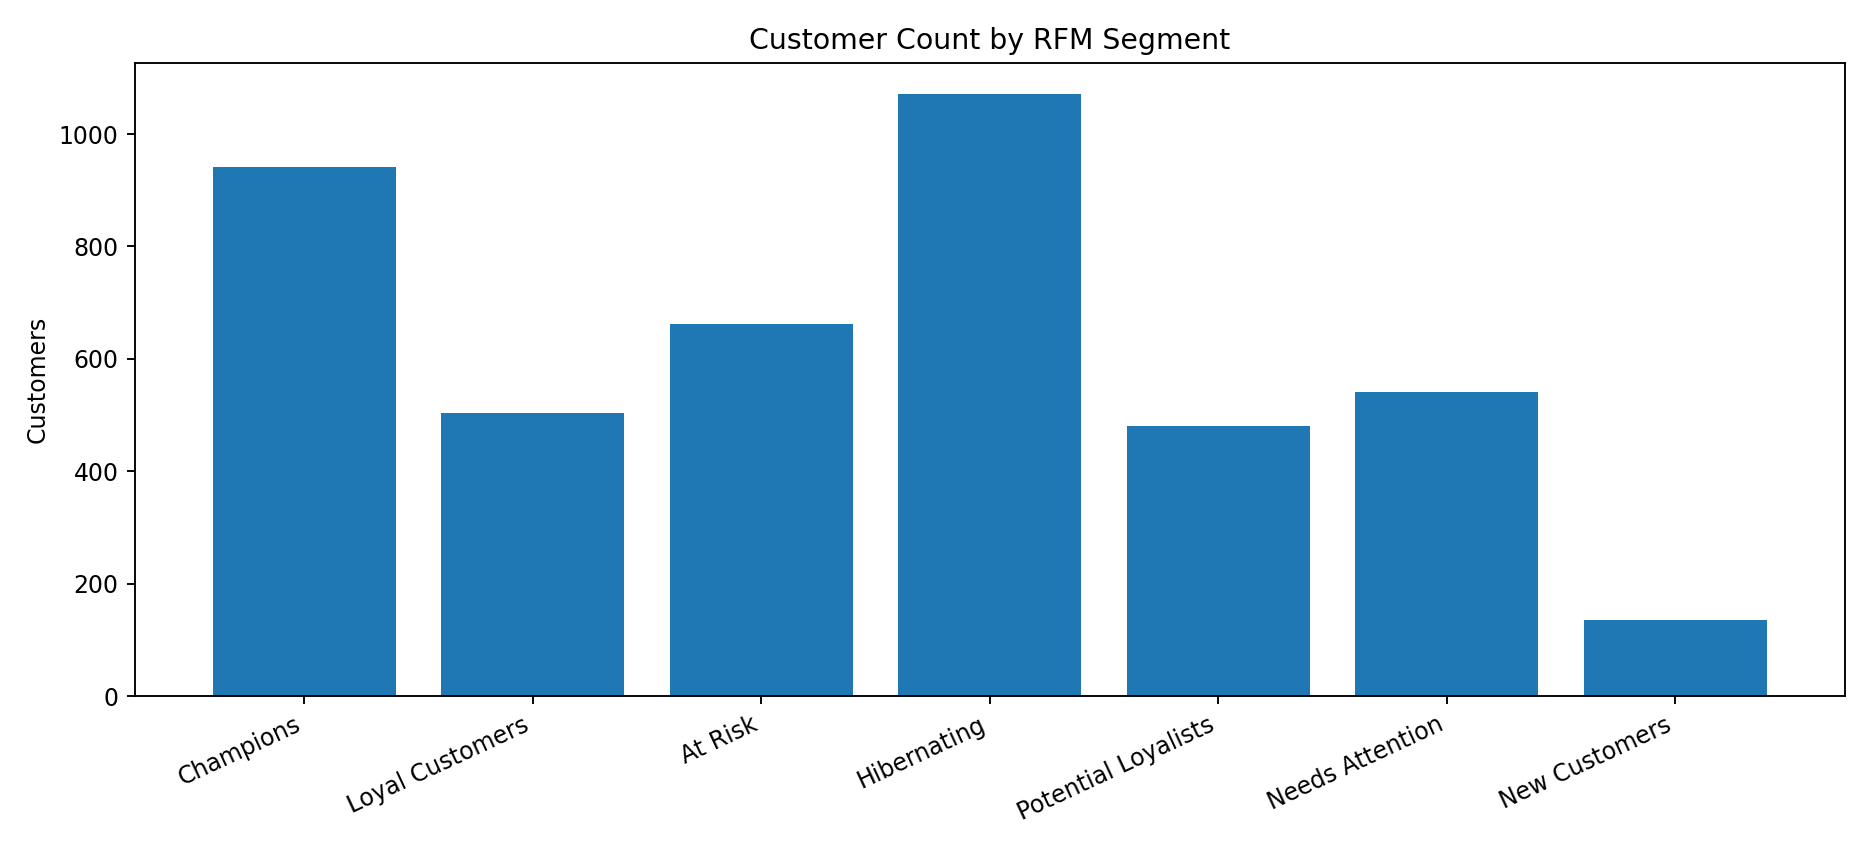 Customer Count by RFM Segment
Customers
1000
800
600
400
200
0
Champions
Loyal Customers
At Risk
Hibernating
Potential Loyalists
Needs Attention
New Customers